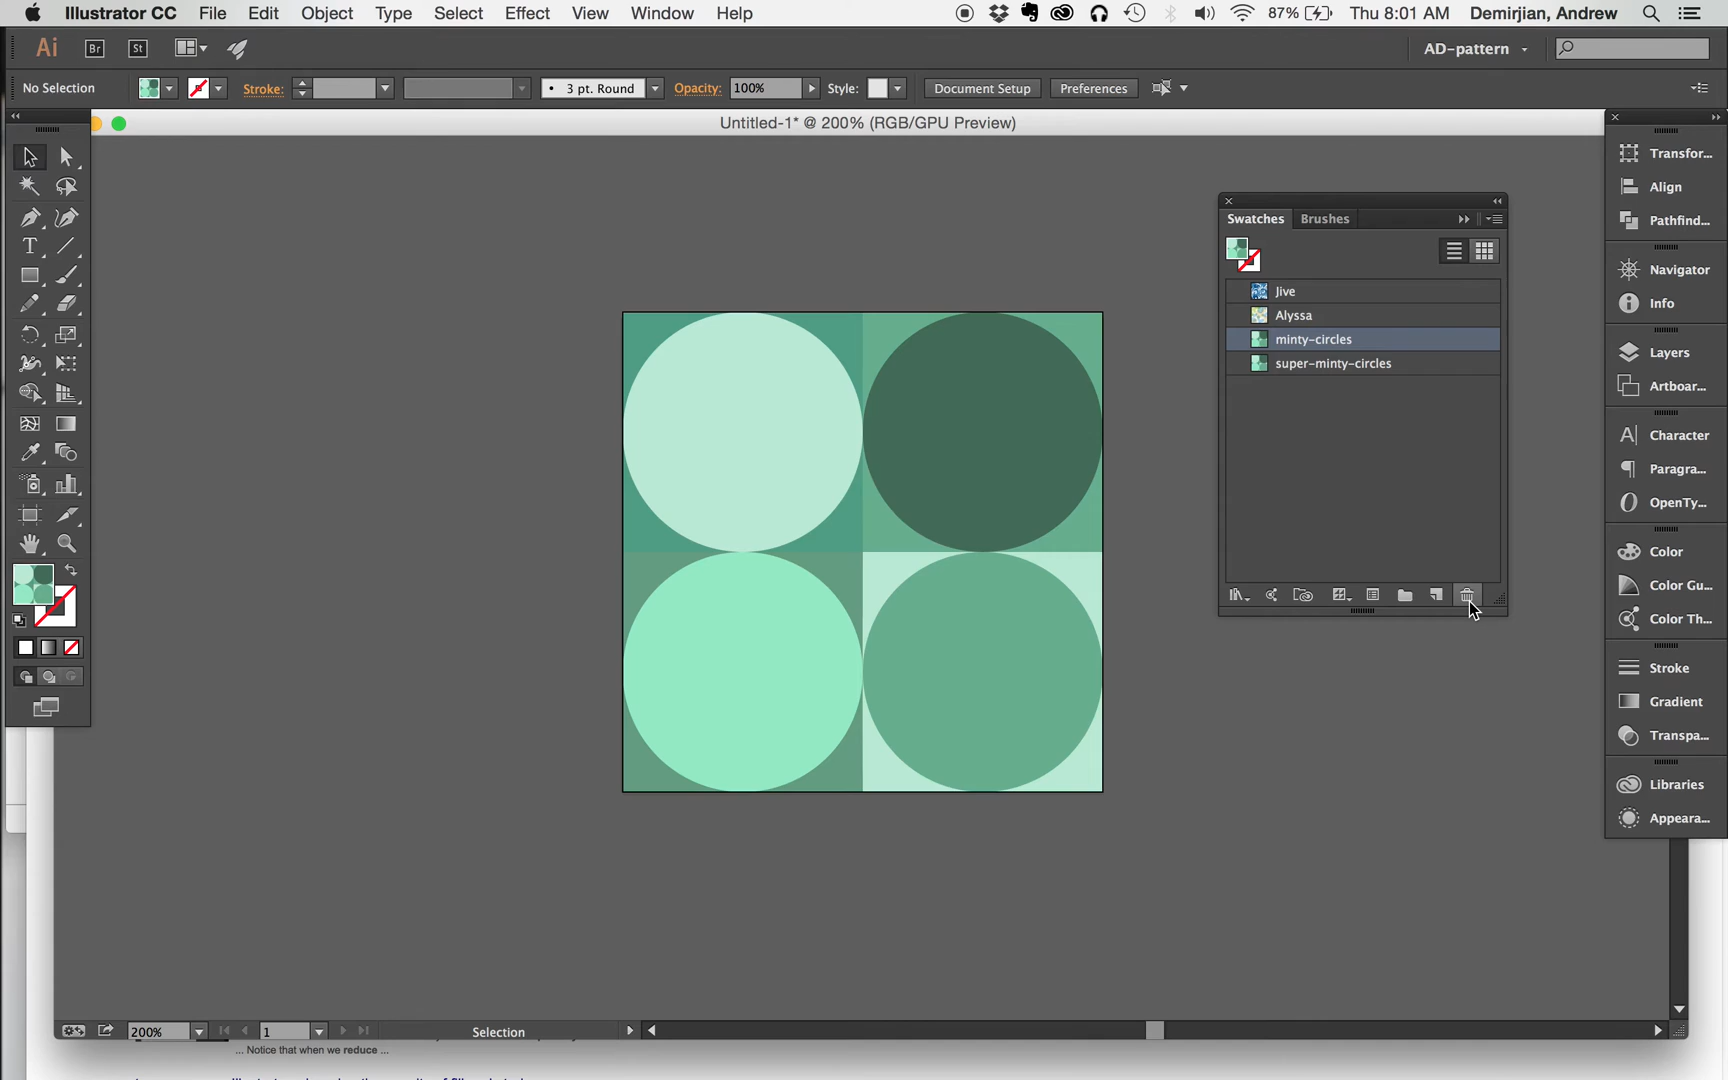 Illustrator CC File Edit Object Type Select Effect View Window Help 87% Thu 8:01 AM Demirjian, Andrew
Ai Br St AD-pattern
No Selection Stroke: 3 pt. Round Opacity: 100% Style: Document Setup Preferences
Untitled-1* @ 200% (RGB/GPU Preview)
Transfor...
Align
Pathfind...
Navigator
Info
Layers
Artboar...
Character
Paragra...
OpenTy...
Color
Color Gu...
Color Th...
Stroke
Gradient
Transpa...
Libraries
Appeara...
Swatches Brushes
Jive
Alyssa
minty-circles
super-minty-circles
200% 1 Selection
... Notice that when we reduce ...